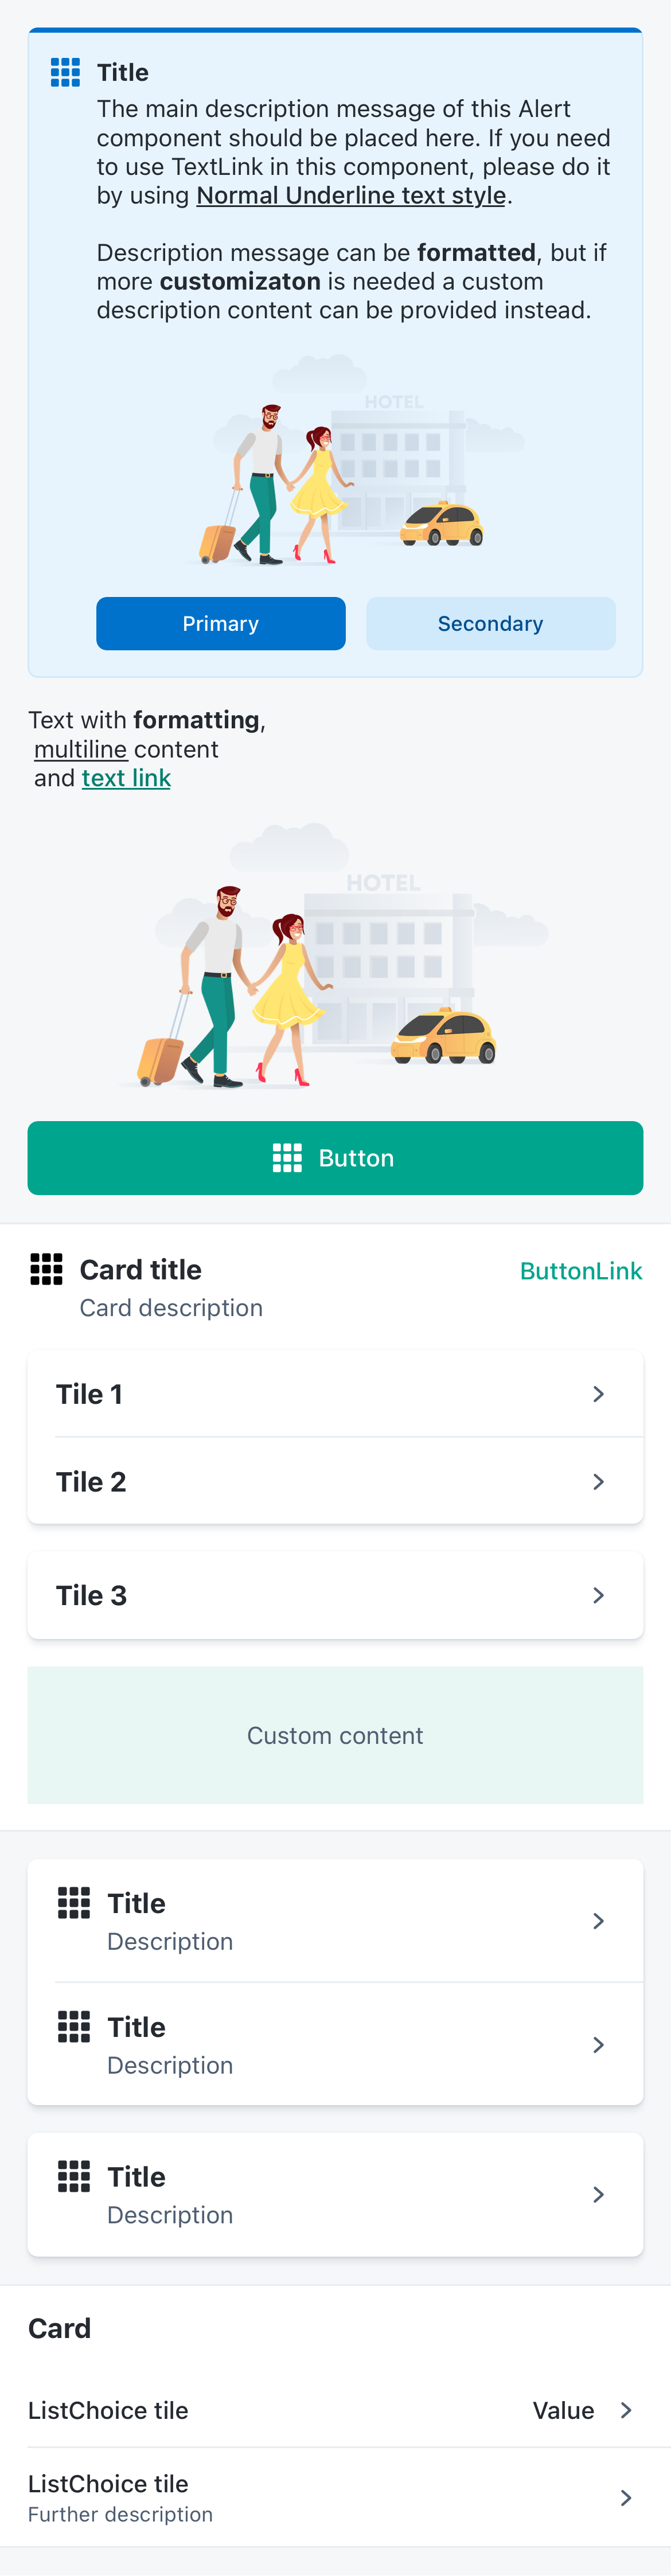 Title
The main description message of this Alert
component should be placed here. If you need
to use TextLink in this component, please do it
by using Normal Underline text style.
Description message can be formatted, but if
more customizaton is needed a custom
description content can be provided instead.
HOTEL
Primary
Secondary
Text with formatting,
multiline content
and text link
HOTEL
Button
Card title
ButtonLink
Card description
Tile 1
Tile 2
Tile 3
Custom content
Title
Description
Title
Description
Title
Description
Card
ListChoice tile
Value
ListChoice tile
Further description